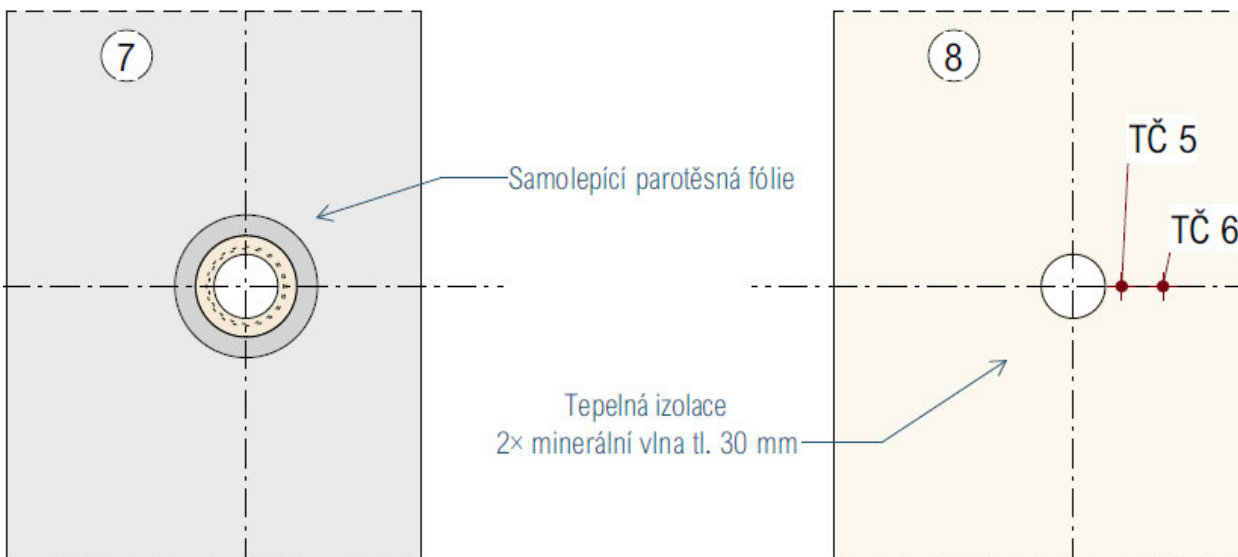 7
8
TČ 5
Samolepící parotěsná fólie
TČ 6
Tepelná izolace
2× minerální vlna tl. 30 mm